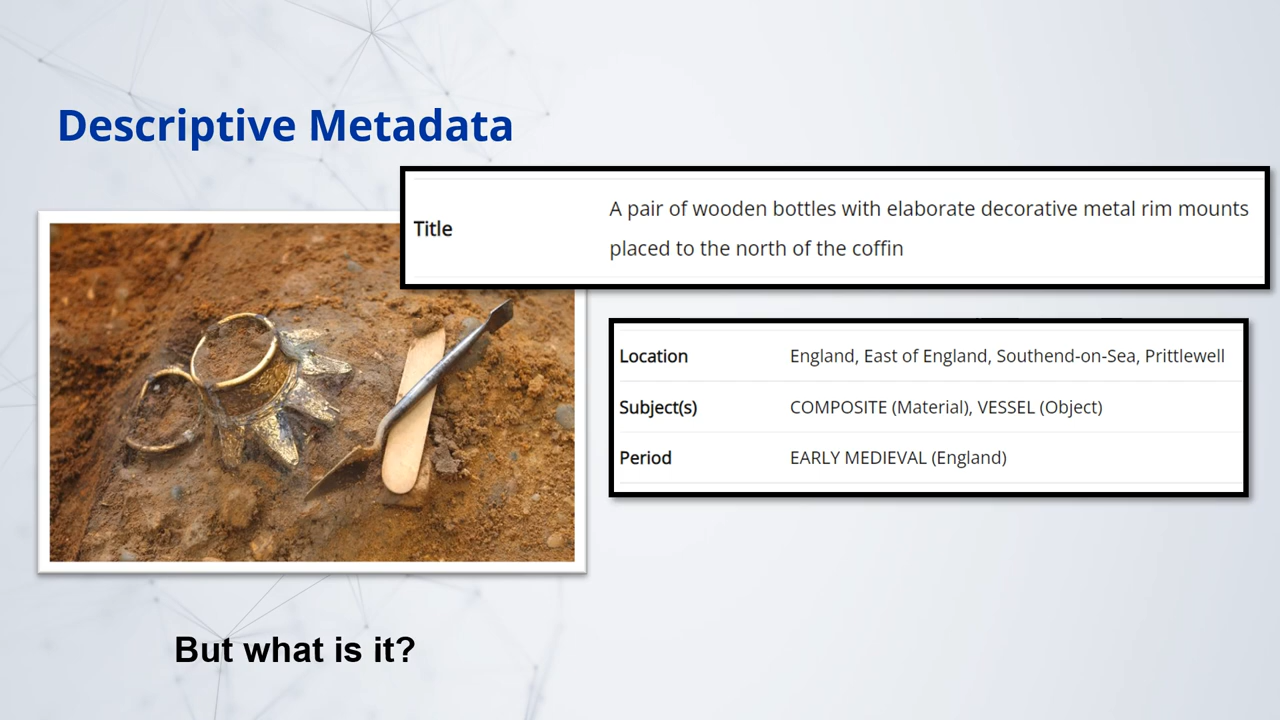 Descriptive Metadata
Title
A pair of wooden bottles with elaborate decorative metal rim mounts
placed to the north of the coffin
Location England, East of England, Southend-on-Sea, Prittlewell
Subject(s) COMPOSITE (Material), VESSEL (Object)
Period EARLY MEDIEVAL (England)
But what is it?